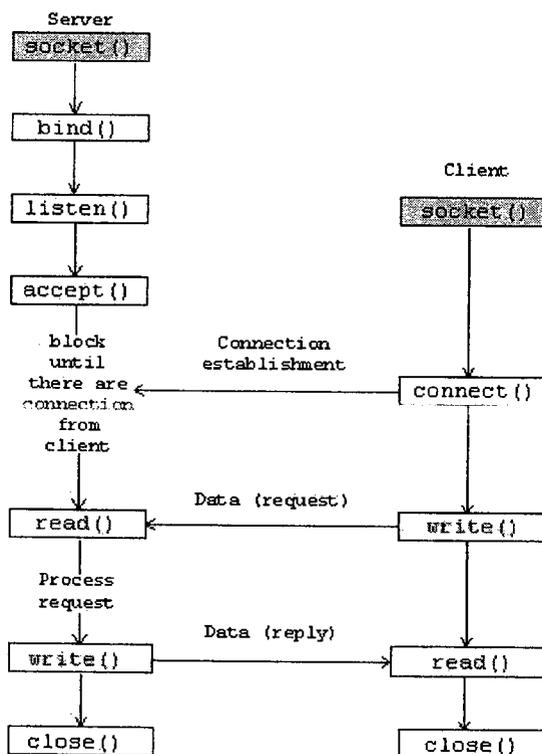 Server
socket()
bind()
listen()
accept()
block
until
there are
connection
from
client
read()
Process
request
write()
close()
Connection
establishment
Data (request)
Data (reply)
Client
socket()
connect()
write()
read()
close()